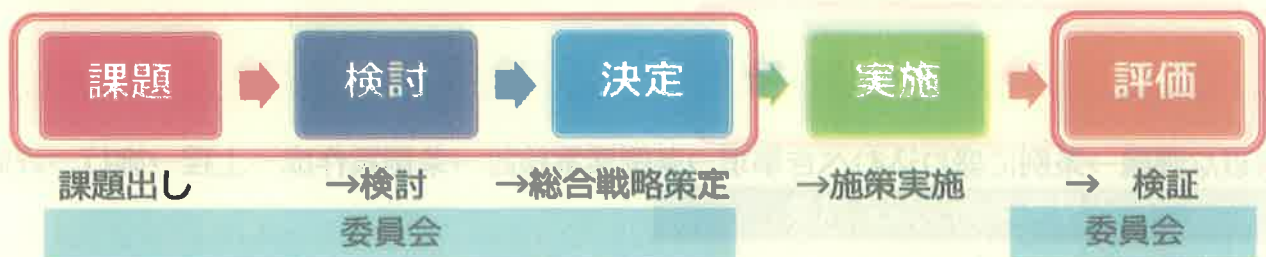 課題 検討 決定 実施 評価
課題出し →検討 →総合戦略策定 →施策実施 → 検証
委員会 委員会